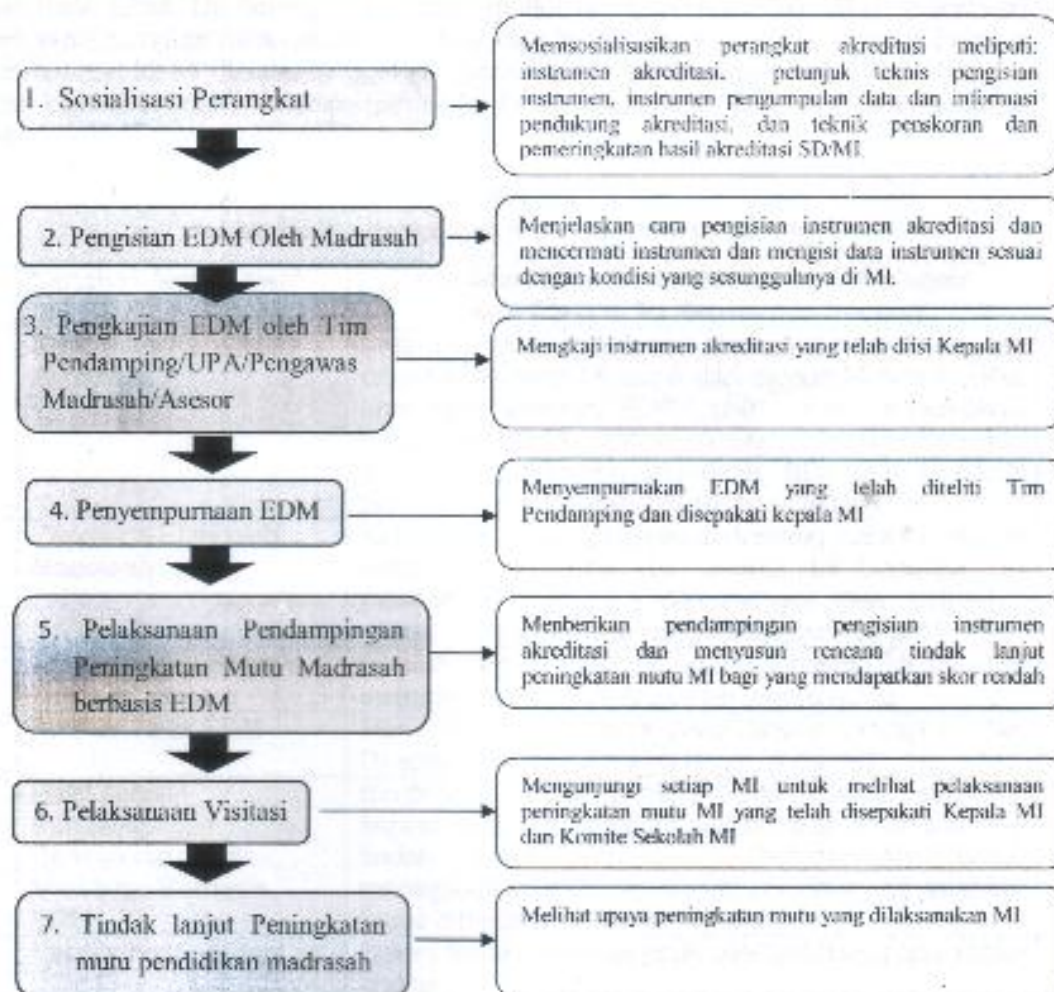 1. Sosialisasi Perangkat
Memsosialisasikan perangkat akreditasi meliputi:
instrumen akreditasi. petunjuk teknis pengisian
instrumen, instrumen pengumpulan data dan informasi
pendukung akreditasi, dan teknik penskoran dan
pemeringkatan hasil akreditasi SD/MI
2. Pengisian EDM Oleh Madrasah
Menjelaskan cara pengisian instrumen akreditasi dan
mencermati instrumen dan mengisi data instrumen sesuai
dengan kondisi yang sesungguhnya di MI.
3. Pengkajian EDM oleh Tim
Pendamping/UPA/Pengawas
Madrasah/Asesor
Mengkaji instrumen akreditasi yang telah diisi Kepala MI
4. Penyempurnaan EDM
Menyempurnakan EDM yang telah diteliti Tim
Pendamping dan disepakati kepala MI
5. Pelaksanaan Pendampingan
Peningkatan Mutu Madrasah
berbasis EDM
Menberikan pendampingan pengisian instrumen
akreditasi dan menyusun rencana tindak lanjut
peningkatan mutu MI bagi yang mendapatkan skor rendah
6. Pelaksanaan Visitasi
Mengunjungi setiap MI untuk melihat pelaksanaan
peningkatan mutu MI yang telah disepakati Kepala MI
dan Komite Sekolah MI
7. Tindak lanjut Peningkatan
mutu pendidikan madrasah
Melihat upaya peningkatan mutu yang dilaksanakan MI